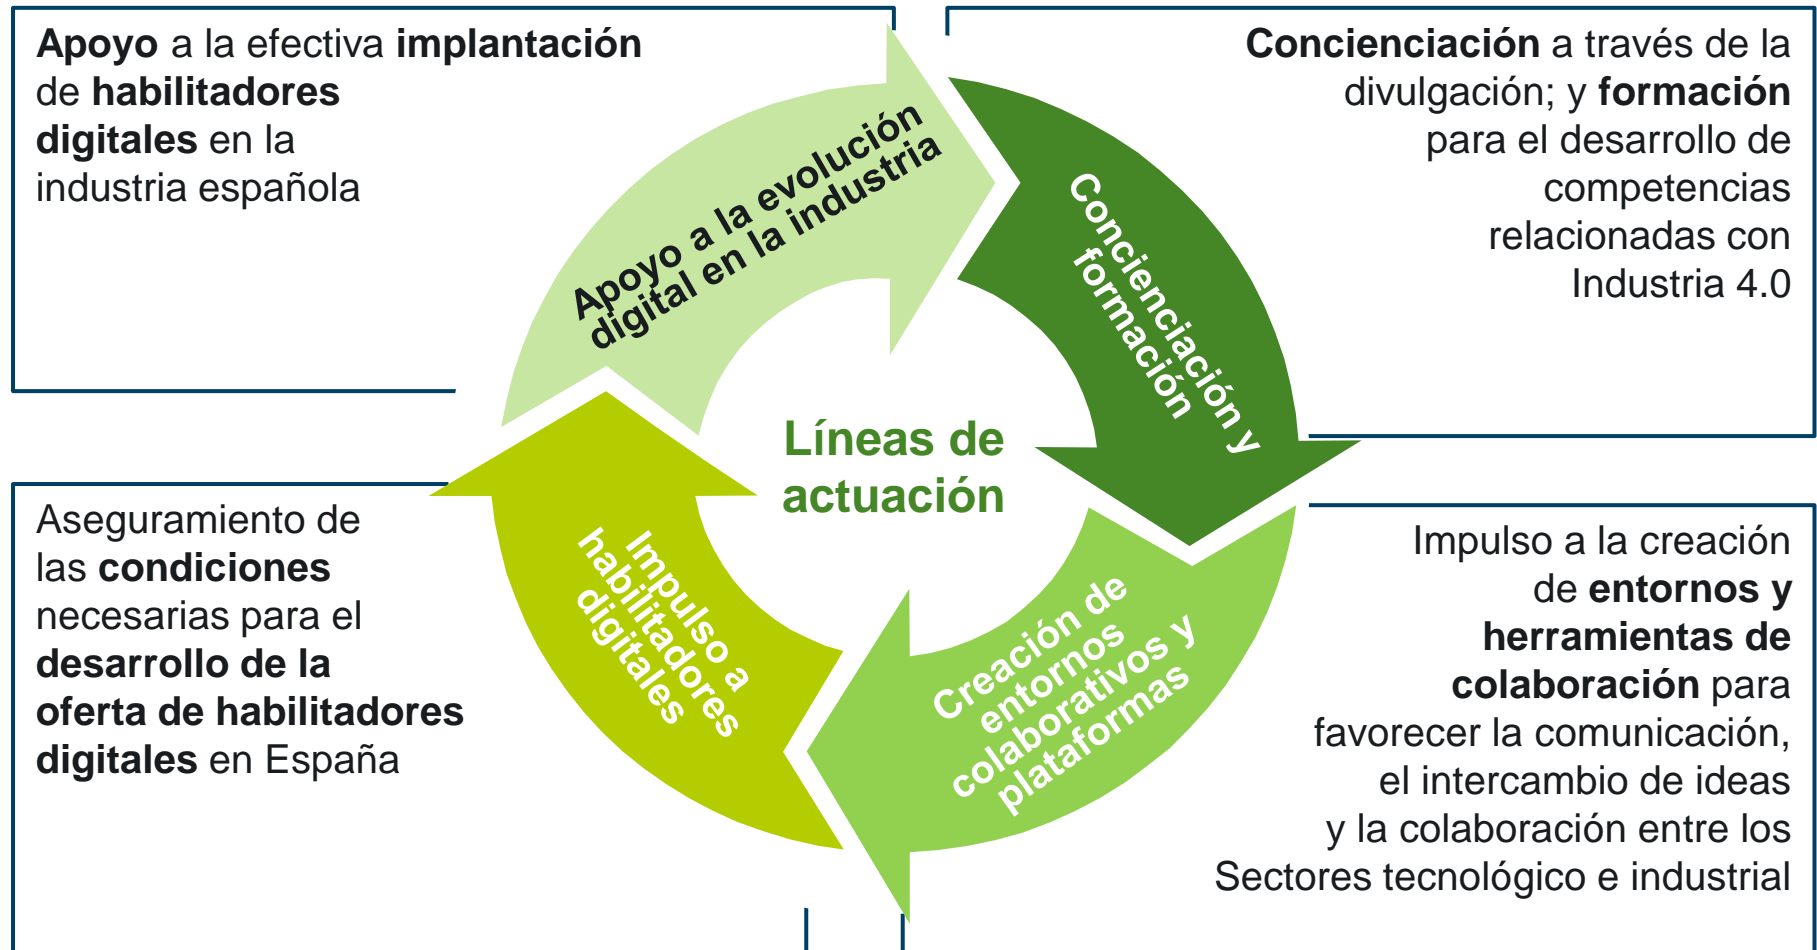 Apoyo a la efectiva implantación
de habilitadores
digitales en la
industria española
Concienciación a través de la
divulgación; y formación
para el desarrollo de
competencias
relacionadas con
Industria 4.0
Apoyo a la evolución
digital en la industria
Concienciación y
formación
Líneas de
actuación
Impulso a
habilitadores
digitales
Creación de
entornos
colaborativos y
plataformas
Aseguramiento de
las condiciones
necesarias para el
desarrollo de la
oferta de habilitadores
digitales en España
Impulso a la creación
de entornos y
herramientas de
colaboración para
favorecer la comunicación,
el intercambio de ideas
y la colaboración entre los
Sectores tecnológico e industrial